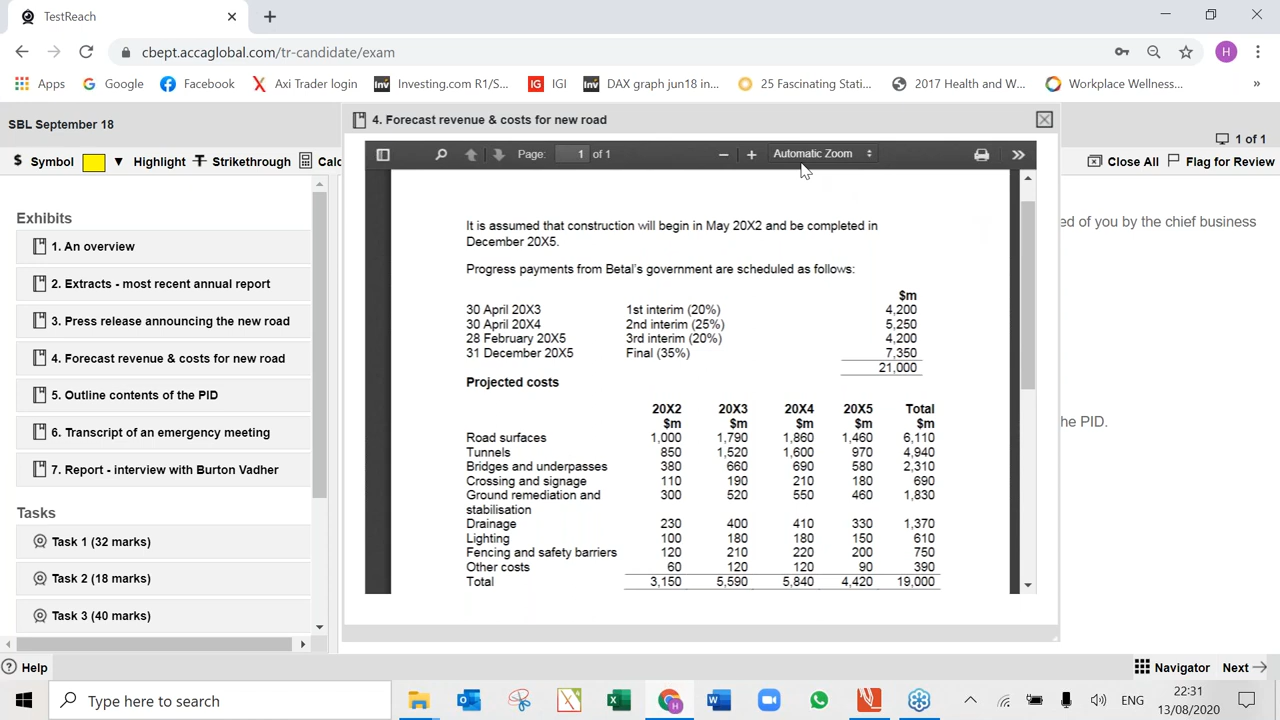 TestReach
cbept.accaglobal.com/tr-candidate/exam
H
Apps
Google
Facebook
Axi Trader login
Investing.com R1/S...
IGI
DAX graph jun18 in...
25 Fascinating Stati...
2017 Health and W...
Workplace Wellness...
»
SBL September 18
4. Forecast revenue & costs for new road
1 of 1
$ Symbol
Highlight
Strikethrough
Calc
Close All
Flag for Review
Page: 1 of 1
Automatic Zoom
ed of you by the chief business
he PID.
Exhibits
1. An overview
2. Extracts - most recent annual report
3. Press release announcing the new road
4. Forecast revenue & costs for new road
5. Outline contents of the PID
6. Transcript of an emergency meeting
7. Report - interview with Burton Vadher
Tasks
Task 1 (32 marks)
Task 2 (18 marks)
Task 3 (40 marks)
It is assumed that construction will begin in May 20X2 and be completed in
December 20X5.
Progress payments from Betal's government are scheduled as follows:
$m
30 April 20X3 1st interim (20%) 4,200
30 April 20X4 2nd interim (25%) 5,250
28 February 20X5 3rd interim (20%) 4,200
31 December 20X5 Final (35%) 7,350
21,000
Projected costs
20X2 20X3 20X4 20X5 Total
$m $m $m $m $m
Road surfaces 1,000 1,790 1,860 1,460 6,110
Tunnels 850 1,520 1,600 970 4,940
Bridges and underpasses 380 660 690 580 2,310
Crossing and signage 110 190 210 180 690
Ground remediation and 300 520 550 460 1,830
stabilisation
Drainage 230 400 410 330 1,370
Lighting 100 180 180 150 610
Fencing and safety barriers 120 210 220 200 750
Other costs 60 120 120 90 390
Total 3,150 5,590 5,840 4,420 19,000
Help
Navigator
Next
Type here to search
ENG
22:31
13/08/2020